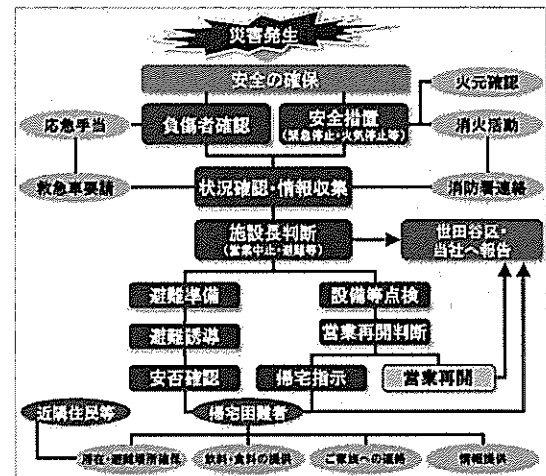 災害発生
安全の確保
火元確認
応急手当
負傷者確認
安全措置
(緊急停止・火気停止等)
消火活動
救急車要請
状況確認・情報収集
消防署連絡
施設長判断
(営業中止・避難等)
世田谷区・
当社へ報告
避難準備
設備等点検
避難誘導
営業再開判断
安否確認
帰宅指示
営業再開
近隣住民等
帰宅困難者
滞在・避難場所確保
飲料・食料の提供
ご家族への連絡
情報提供